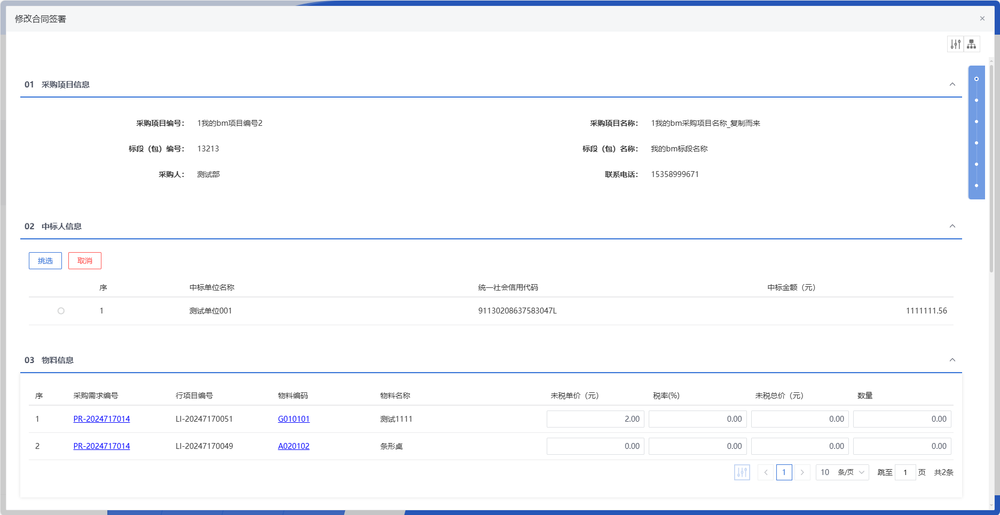 修改合同签署
01 采购项目信息
采购项目编号： 1我的bm项目编号2 采购项目名称： 1我的bm采购项目名称_复制而来
标段（包）编号： 13213 标段（包）名称： 我的bm标段名称
采购人： 测试部 联系电话： 15358999671
02 中标人信息
挑选 取消
序 中标单位名称 统一社会信用代码 中标金额（元）
1 测试单位001 91130208637583047L 1111111.56
03 物料信息
序 采购需求编号 行项目编号 物料编码 物料名称 未税单价（元） 税率(%) 未税总价（元） 数量
1 PR-2024717014 LI-20247170051 G010101 测试1111 2.00 0.00 0.00 0.00
2 PR-2024717014 LI-20247170049 A020102 条形桌 0.00 0.00 0.00 0.00
1 10 条/页 跳至 1 页 共2条